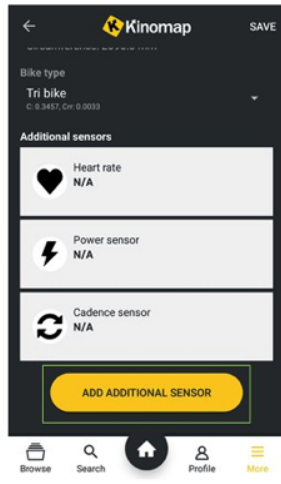 Kinomap
SAVE
Bike type
Tri bike
C: 0.3457, Crr: 0.0033
Additional sensors
Heart rate
N/A
Power sensor
N/A
Cadence sensor
N/A
ADD ADDITIONAL SENSOR
Browse
Search
Profile
More